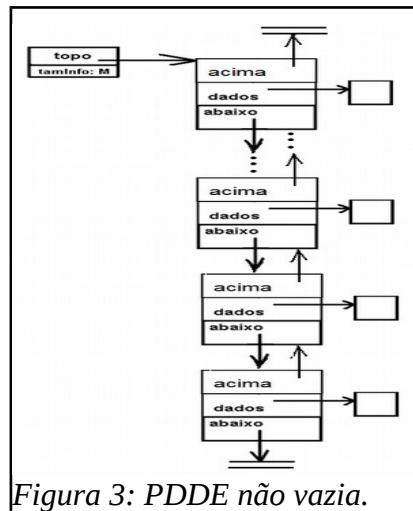 topo
tamInfo: M
acima
dados
abaixo
acima
dados
abaixo
acima
dados
abaixo
acima
dados
abaixo
Figura 3: PDDE não vazia.